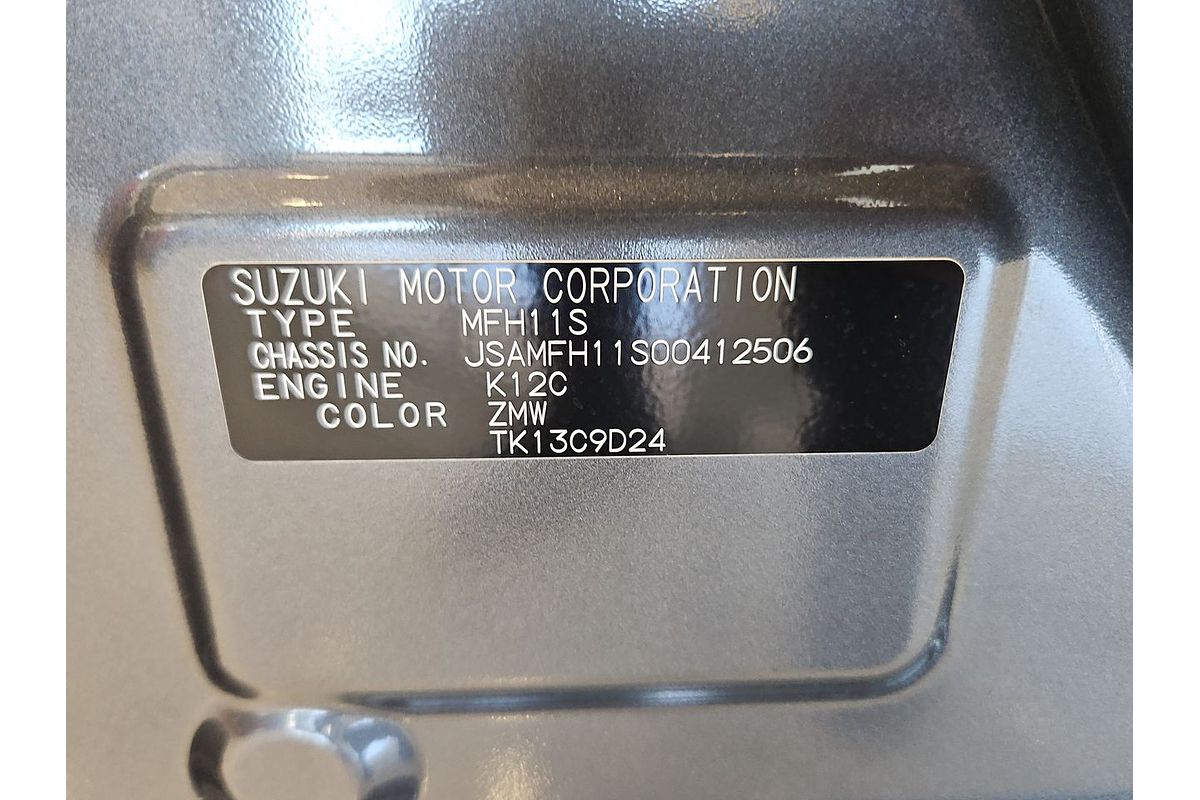 SUZUKI MOTOR CORPORATION
TYPE MFH11S
CHASSIS NO. JSAMFH11S00412506
ENGINE K12C
COLOR ZMW
TK13C9D24